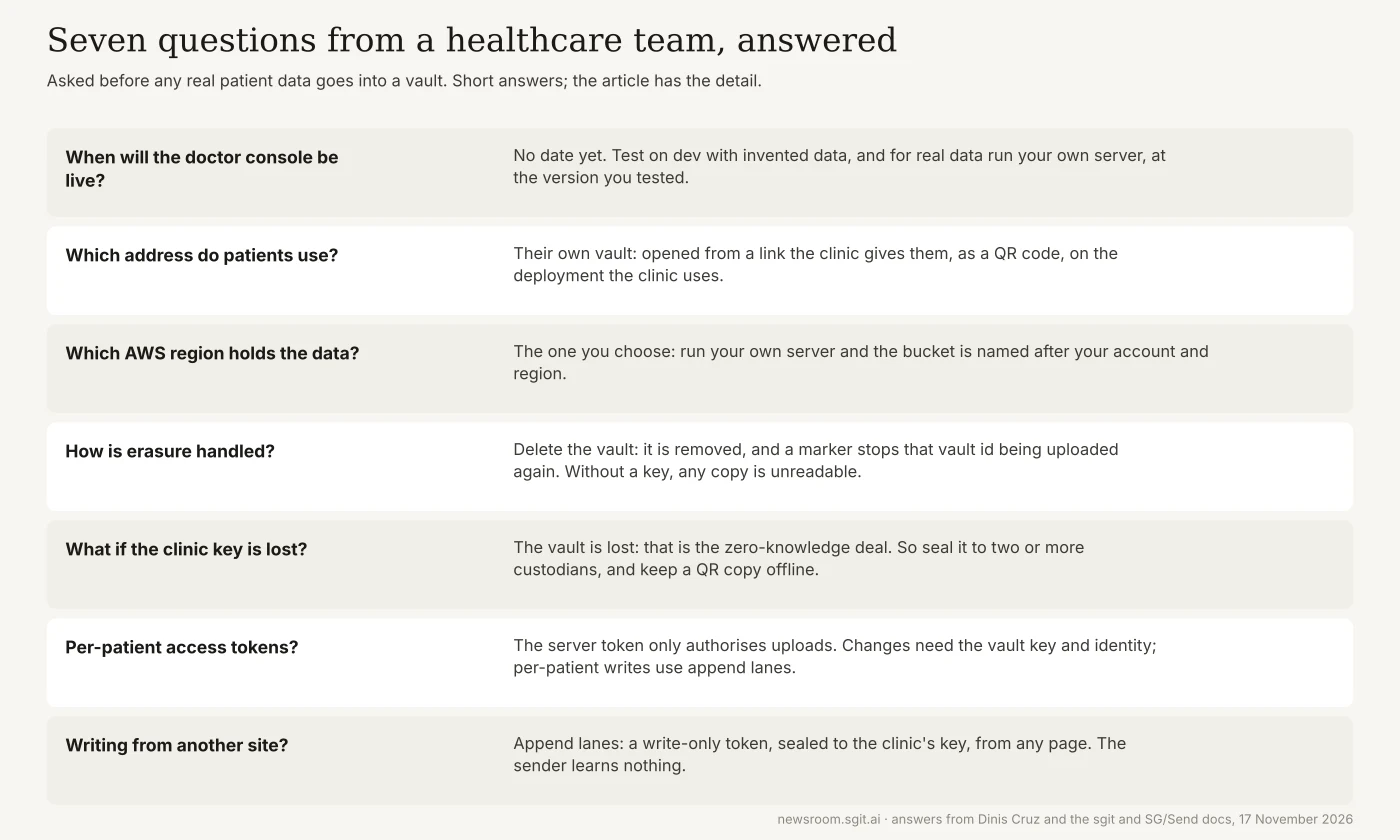 Seven questions from a healthcare team, answered
Asked before any real patient data goes into a vault. Short answers; the article has the detail.
When will the doctor console be
live?
No date yet. Test on dev with invented data, and for real data run your own server, at
the version you tested.
Which address do patients use?
Their own vault: opened from a link the clinic gives them, as a QR code, on the
deployment the clinic uses.
Which AWS region holds the data?
The one you choose: run your own server and the bucket is named after your account and
region.
How is erasure handled?
Delete the vault: it is removed, and a marker stops that vault id being uploaded
again. Without a key, any copy is unreadable.
What if the clinic key is lost?
The vault is lost: that is the zero-knowledge deal. So seal it to two or more
custodians, and keep a QR copy offline.
Per-patient access tokens?
The server token only authorises uploads. Changes need the vault key and identity;
per-patient writes use append lanes.
Writing from another site?
Append lanes: a write-only token, sealed to the clinic's key, from any page. The
sender learns nothing.
newsroom.sgit.ai · answers from Dinis Cruz and the sgit and SG/Send docs, 17 November 2026